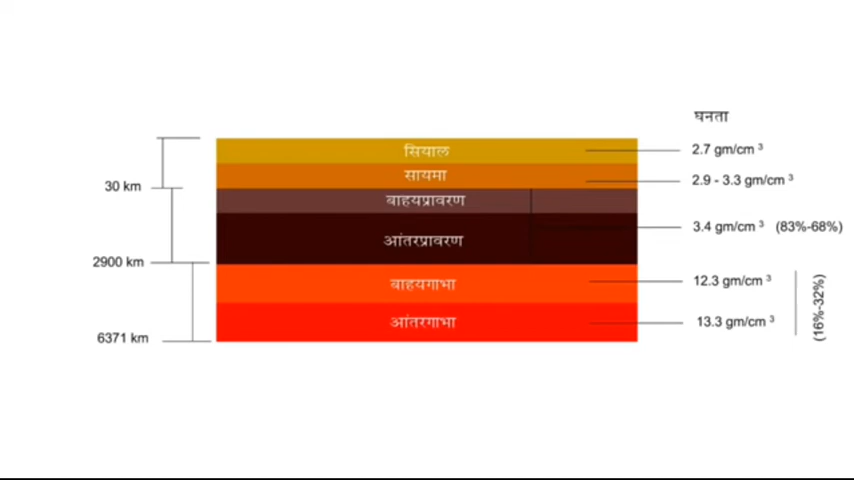 घनता
सियाल
2.7 gm/cm ³
सायमा
2.9 - 3.3 gm/cm ³
30 km
बाहयप्रावरण
3.4 gm/cm ³ (83%-68%)
आंतरप्रावरण
2900 km
बाहयगाभा
12.3 gm/cm ³
आंतरगाभा
13.3 gm/cm ³
(16%-32%)
6371 km